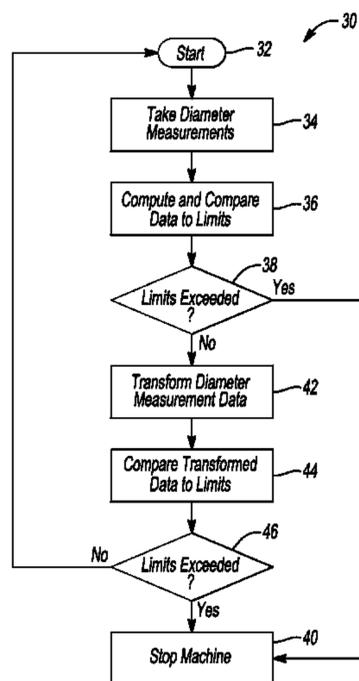 30
Start
32
Take Diameter
Measurements
34
Compute and Compare
Data to Limits
36
38
Limits Exceeded
?
Yes
No
Transform Diameter
Measurement Data
42
Compare Transformed
Data to Limits
44
46
No
Limits Exceeded
?
Yes
Stop Machine
40